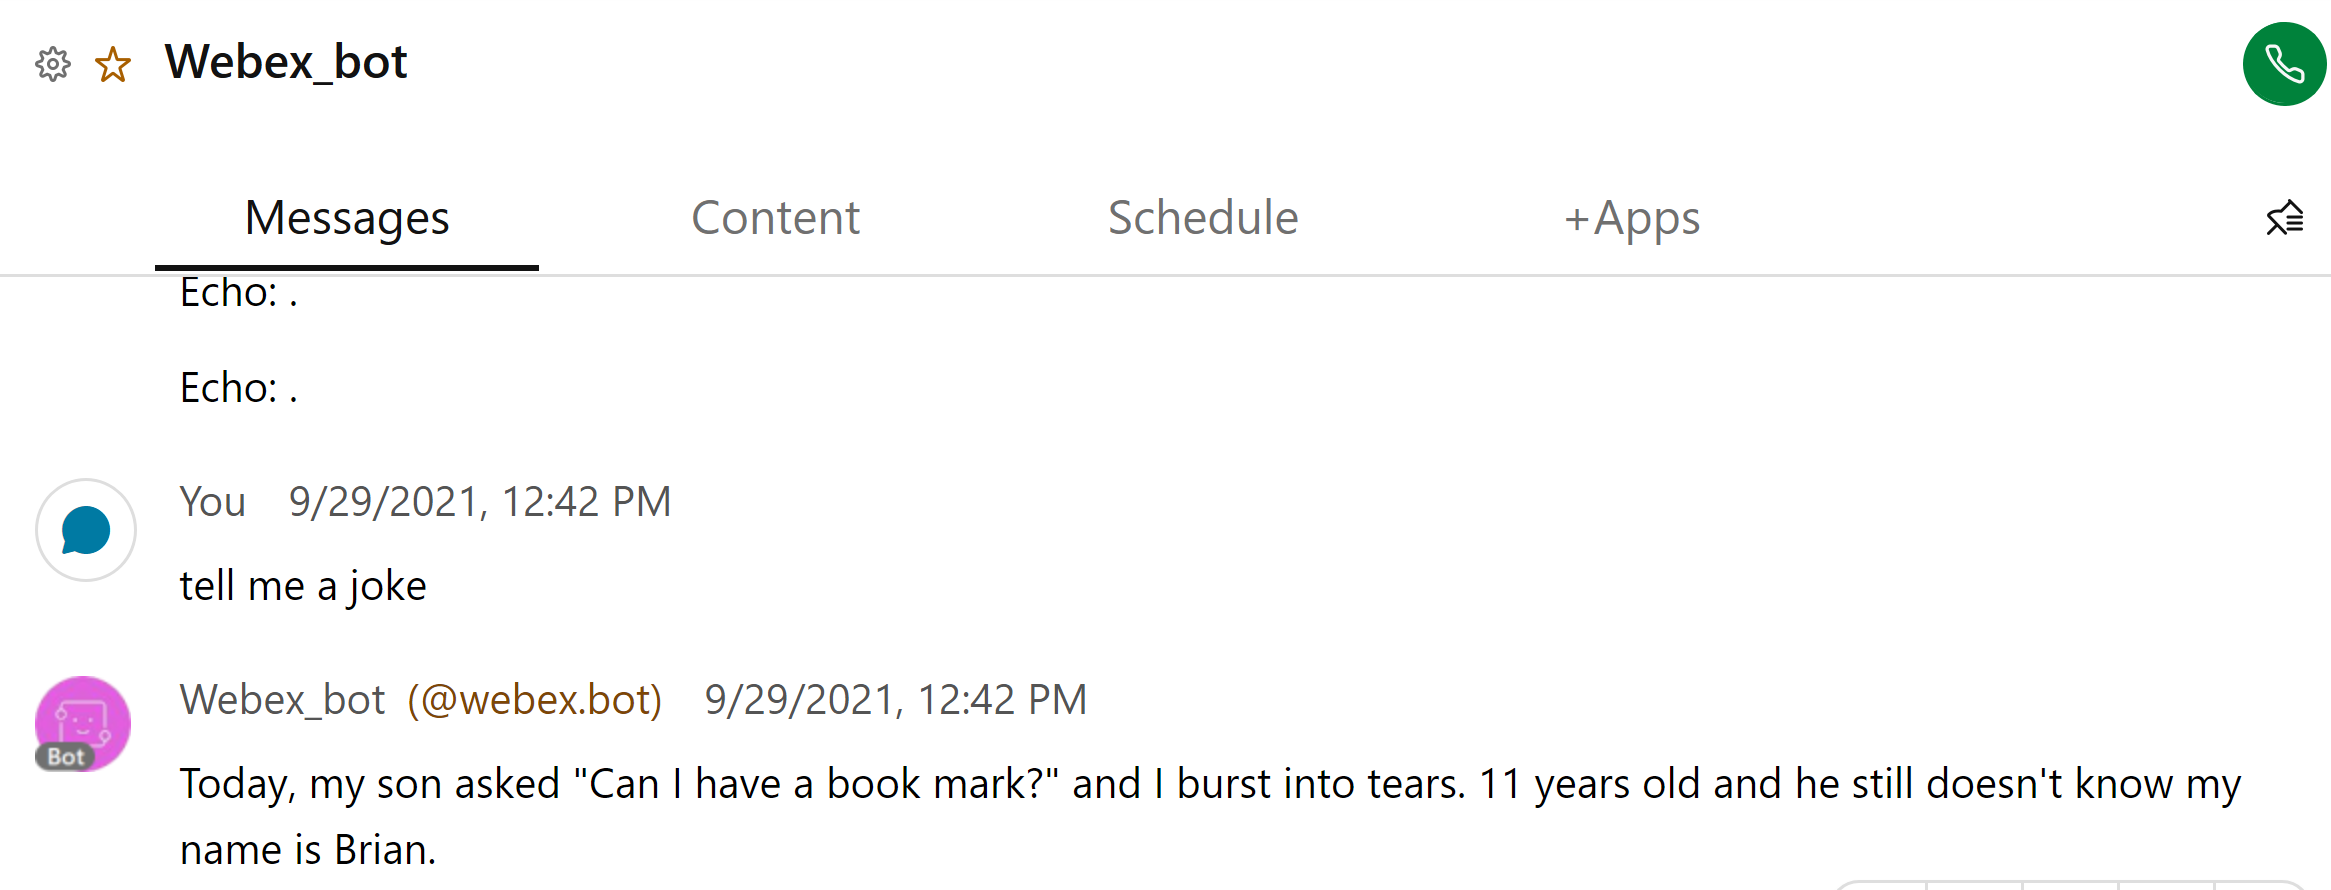 Webex_bot
Messages Content Schedule +Apps
Echo: .
Echo: .
You 9/29/2021, 12:42 PM
tell me a joke
Webex_bot (@webex.bot) 9/29/2021, 12:42 PM
Bot
Today, my son asked "Can I have a book mark?" and I burst into tears. 11 years old and he still doesn't know my
name is Brian.